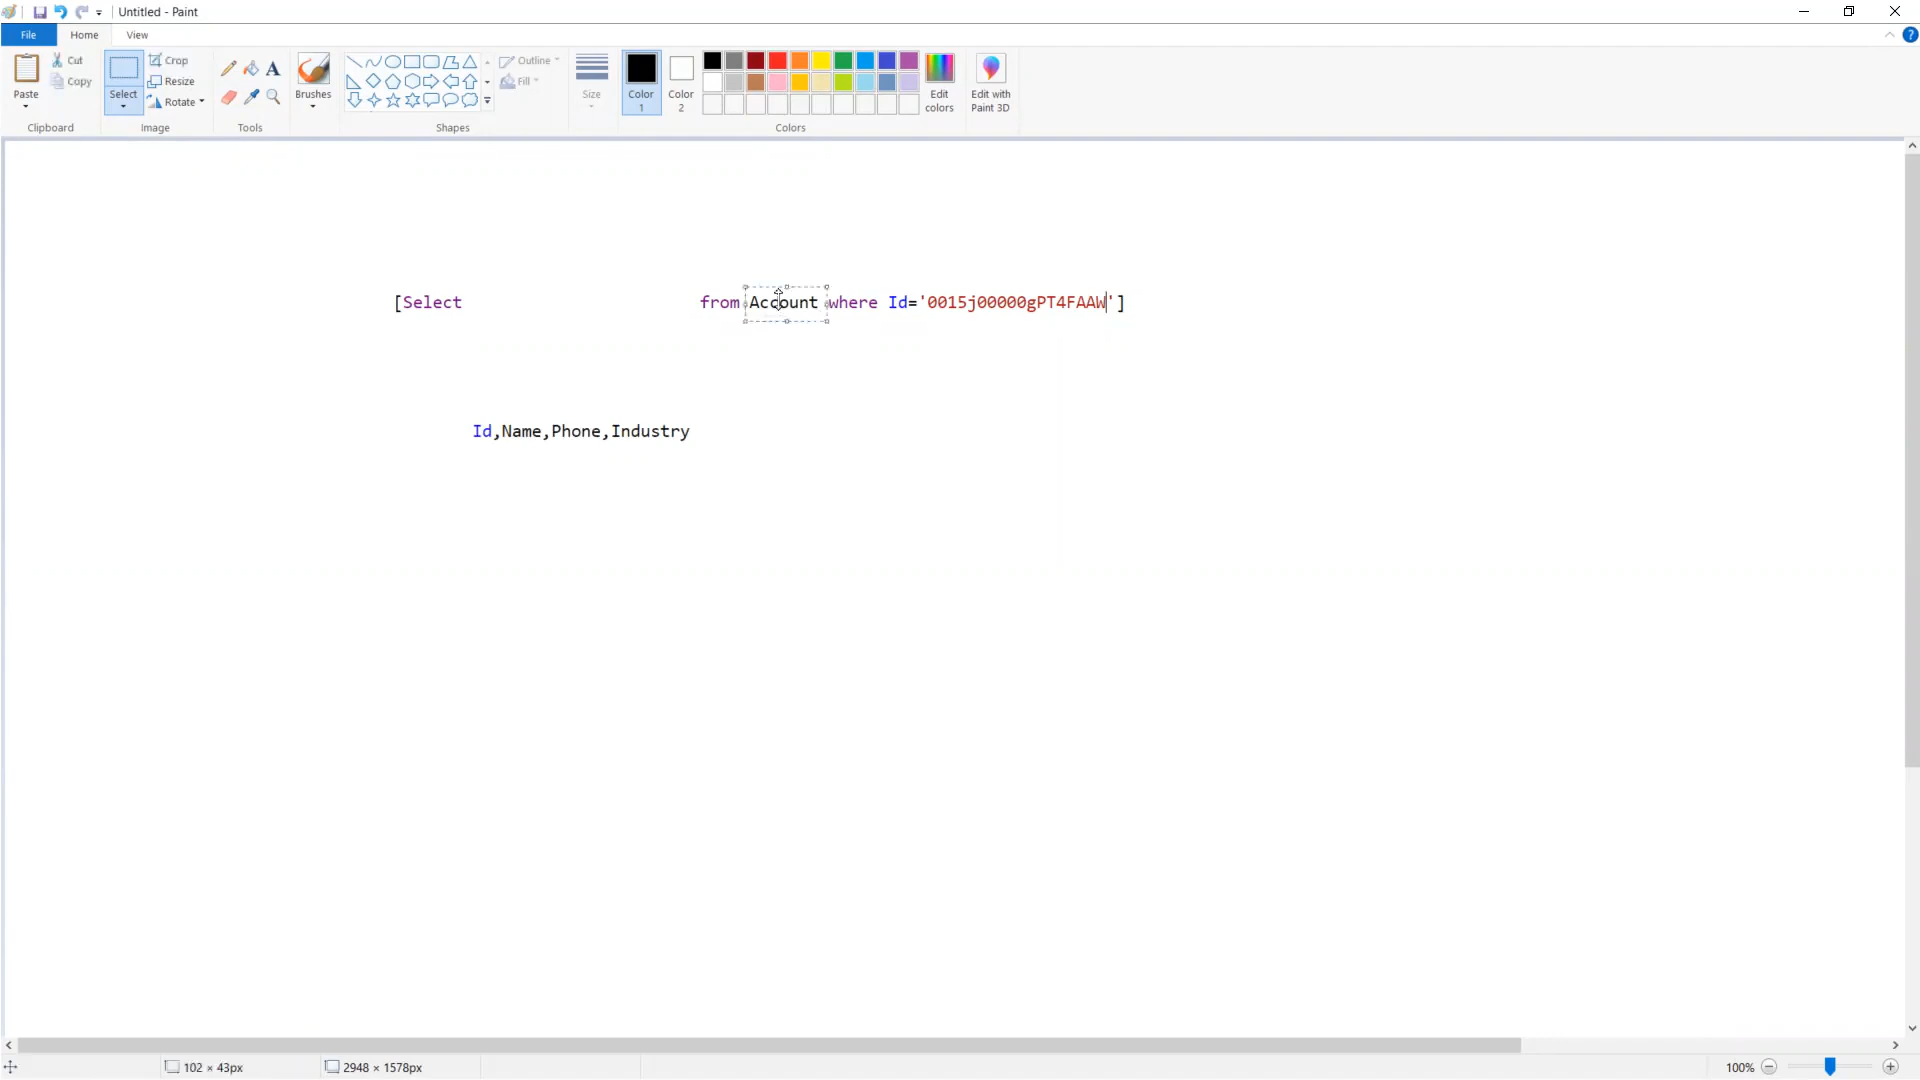 Untitled - Paint
File Home View
Paste
Cut
Copy
Clipboard
Select
Crop
Resize
Rotate
Image
Tools
Brushes
Shapes
Outline
Fill
Size
Color 1
Color 2
Edit colors
Colors
Edit with Paint 3D
[Select from Account where Id='0015j00000gPT4FAAW']
Id,Name,Phone,Industry
102 × 43px
2948 × 1578px
100%